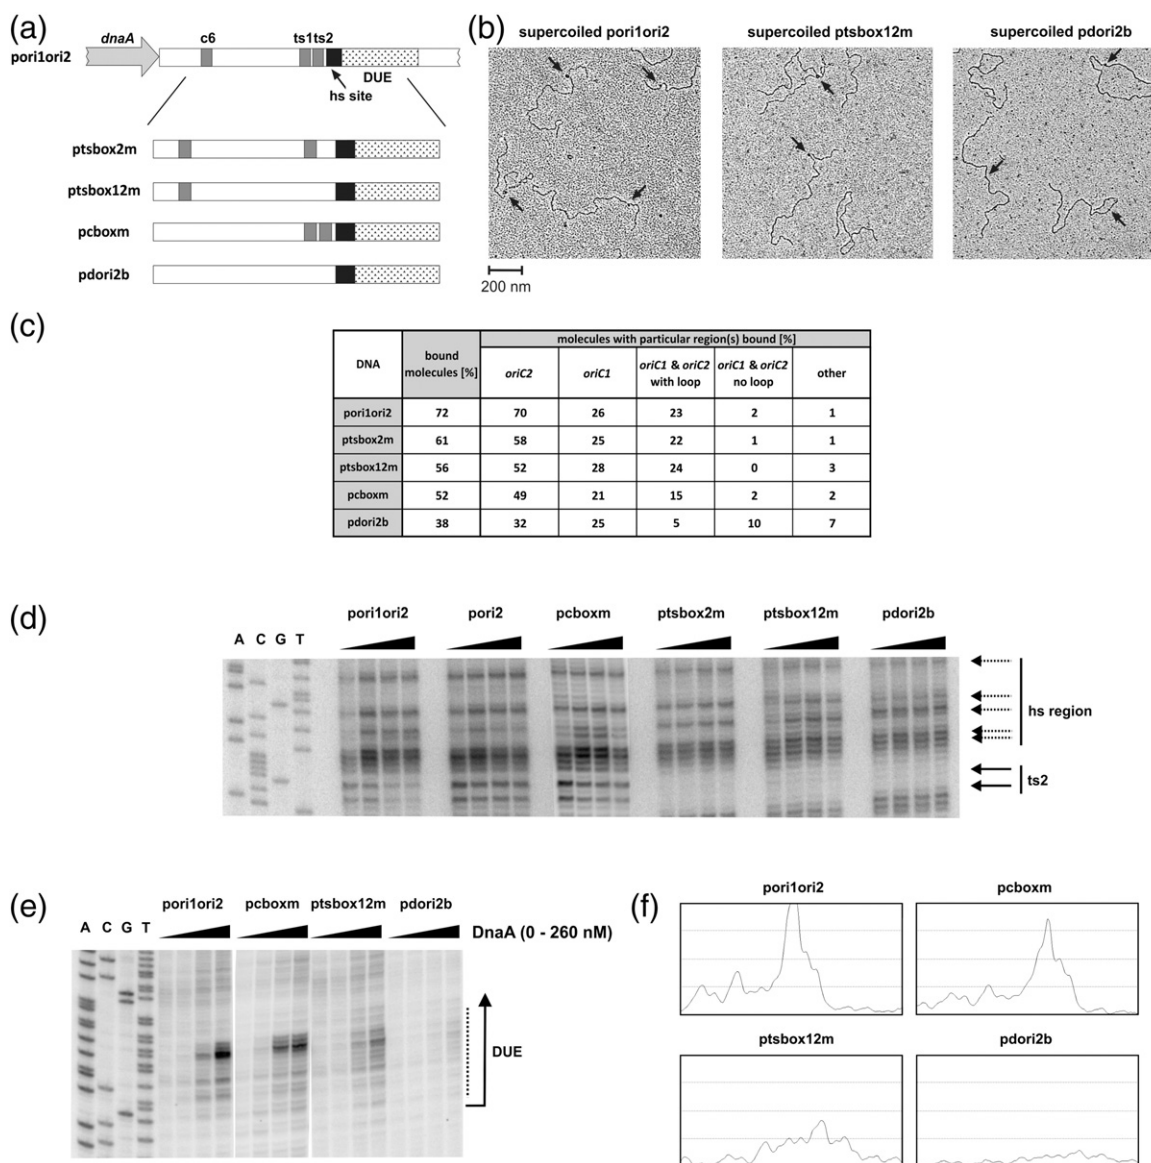 (a)
dnaA
pori1ori2
c6
ts1ts2
DUE
hs site
ptsbox2m
ptsbox12m
pcboxm
pdori2b
(b)
supercoiled pori1ori2
supercoiled ptsbox12m
supercoiled pdori2b
200 nm
(c)
DNA
bound molecules [%]
molecules with particular region(s) bound [%]
oriC2
oriC1
oriC1 & oriC2 with loop
oriC1 & oriC2 no loop
other
pori1ori2 72 70 26 23 2 1
ptsbox2m 61 58 25 22 1 1
ptsbox12m 56 52 28 24 0 3
pcboxm 52 49 21 15 2 2
pdori2b 38 32 25 5 10 7
(d)
A C G T
pori1ori2 pori2 pcboxm ptsbox2m ptsbox12m pdori2b
hs region
ts2
(e)
A C G T
pori1ori2 pcboxm ptsbox12m pdori2b
DnaA (0 - 260 nM)
DUE
(f)
pori1ori2
pcboxm
ptsbox12m
pdori2b